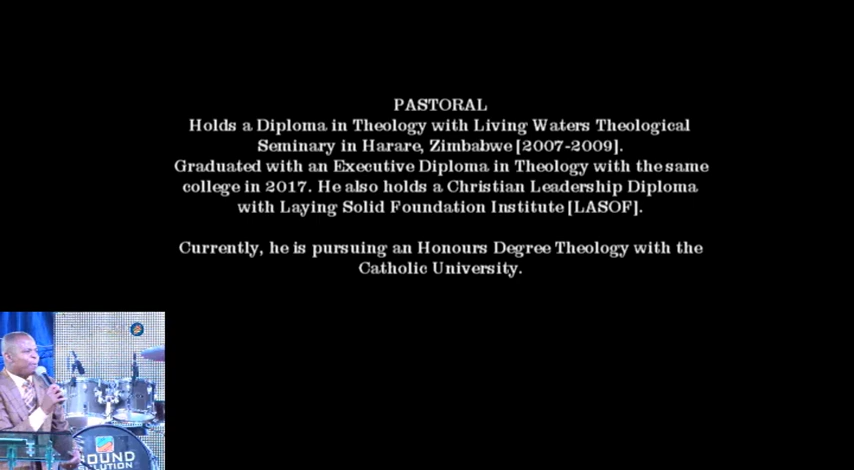 PASTORAL
Holds a Diploma in Theology with Living Waters Theological
Seminary in Harare, Zimbabwe [2007-2009].
Graduated with an Executive Diploma in Theology with the same
college in 2017. He also holds a Christian Leadership Diploma
with Laying Solid Foundation Institute [LASOF].
Currently, he is pursuing an Honours Degree Theology with the
Catholic University.
OUND